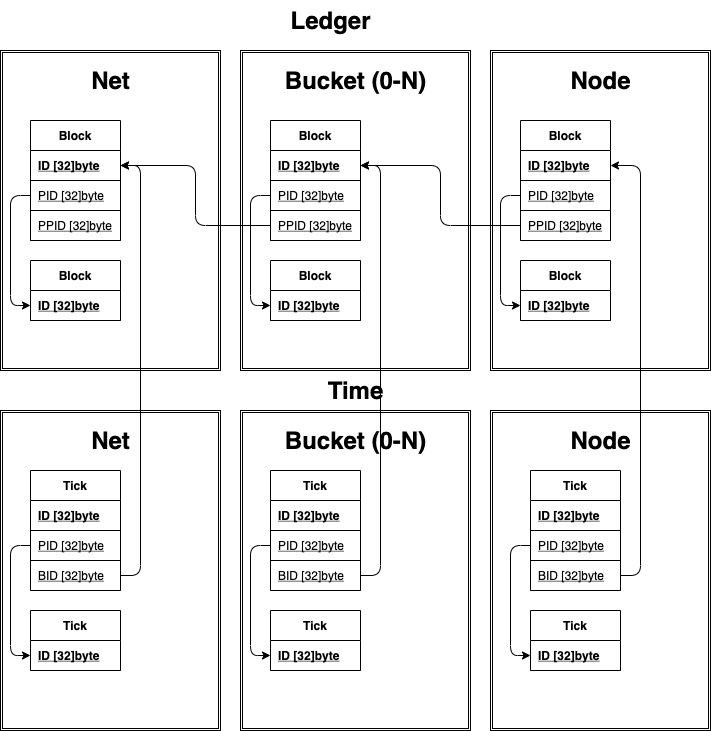 Ledger
Net
Block
ID [32]byte
PID [32]byte
PPID [32]byte
Block
ID [32]byte
Bucket (0-N)
Block
ID [32]byte
PID [32]byte
PPID [32]byte
Block
ID [32]byte
Node
Block
ID [32]byte
PID [32]byte
PPID [32]byte
Block
ID [32]byte
Time
Net
Tick
ID [32]byte
PID [32]byte
BID [32]byte
Tick
ID [32]byte
Bucket (0-N)
Tick
ID [32]byte
PID [32]byte
BID [32]byte
Tick
ID [32]byte
Node
Tick
ID [32]byte
PID [32]byte
BID [32]byte
Tick
ID [32]byte